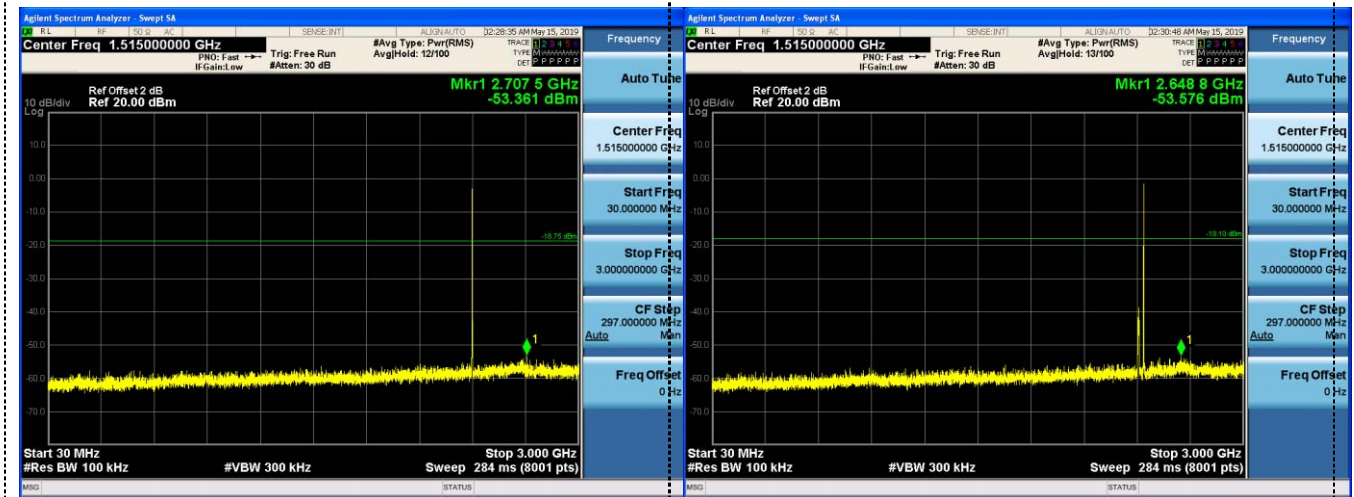 Agilent Spectrum Analyzer - Swept SA
RL RF 50 Ω AC SENSE:INT ALIGNAUTO 02:28:35 AM May 15, 2019
Center Freq 1.515000000 GHz
PNO: Fast
IFGain:Low
Trig: Free Run
#Atten: 30 dB
#Avg Type: Pwr(RMS)
Avg|Hold: 12/100
TRACE 1 2 3 4 5 6
TYPE M
DET P P P P P P
Frequency
Auto Tune
Mkr1 2.707 5 GHz
-53.361 dBm
Ref Offset 2 dB
10 dB/div Ref 20.00 dBm
Log
10.0
0.00
-10.0
-18.75 dBm
-20.0
-30.0
-40.0
-50.0
1
-60.0
-70.0
Center Freq
1.515000000 GHz
Start Freq
30.000000 MHz
Stop Freq
3.000000000 GHz
CF Step
297.000000 MHz
Auto Man
Freq Offset
0 Hz
Start 30 MHz Stop 3.000 GHz
#Res BW 100 kHz #VBW 300 kHz Sweep 284 ms (8001 pts)
MSG STATUS
Agilent Spectrum Analyzer - Swept SA
RL RF 50 Ω AC SENSE:INT ALIGNAUTO 02:30:48 AM May 15, 2019
Center Freq 1.515000000 GHz
PNO: Fast
IFGain:Low
Trig: Free Run
#Atten: 30 dB
#Avg Type: Pwr(RMS)
Avg|Hold: 13/100
TRACE 1 2 3 4 5 6
TYPE M
DET P P P P P P
Frequency
Auto Tune
Mkr1 2.648 8 GHz
-53.576 dBm
Ref Offset 2 dB
10 dB/div Ref 20.00 dBm
Log
10.0
0.00
-10.0
-18.10 dBm
-20.0
-30.0
-40.0
-50.0
1
-60.0
-70.0
Center Freq
1.515000000 GHz
Start Freq
30.000000 MHz
Stop Freq
3.000000000 GHz
CF Step
297.000000 MHz
Auto Man
Freq Offset
0 Hz
Start 30 MHz Stop 3.000 GHz
#Res BW 100 kHz #VBW 300 kHz Sweep 284 ms (8001 pts)
MSG STATUS